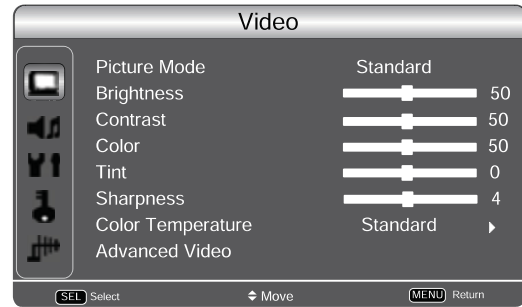 Video
Picture Mode Standard
Brightness 50
Contrast 50
Color 50
Tint 0
Sharpness 4
Color Temperature Standard
Advanced Video
SEL Select Move MENU Return